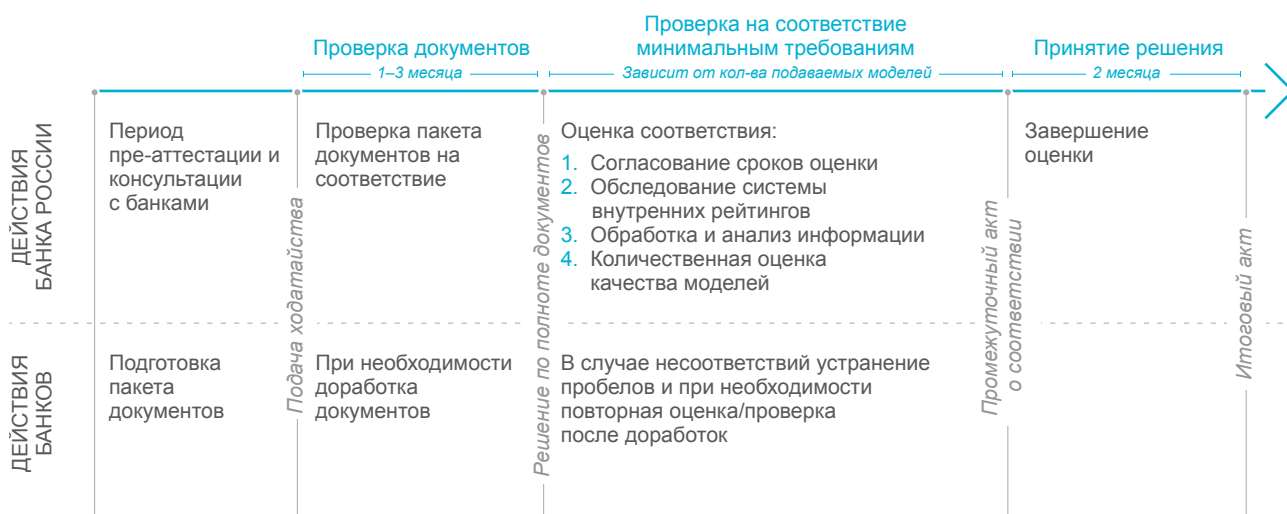 Проверка документов
1–3 месяца
Проверка на соответствие
минимальным требованиям
Зависит от кол-ва подаваемых моделей
Принятие решения
2 месяца
ДЕЙСТВИЯ
БАНКА РОССИИ
Период
пре-аттестации и
консультации
с банками
Подача ходатайства
Проверка пакета
документов на
соответствие
Решение по полноте документов
Оценка соответствия:
1. Согласование сроков оценки
2. Обследование системы
внутренних рейтингов
3. Обработка и анализ информации
4. Количественная оценка
качества моделей
Промежуточный акт
о соответствии
Завершение
оценки
Итоговый акт
ДЕЙСТВИЯ
БАНКОВ
Подготовка
пакета
документов
При необходимости
доработка
документов
В случае несоответствий устранение
пробелов и при необходимости
повторная оценка/проверка
после доработок